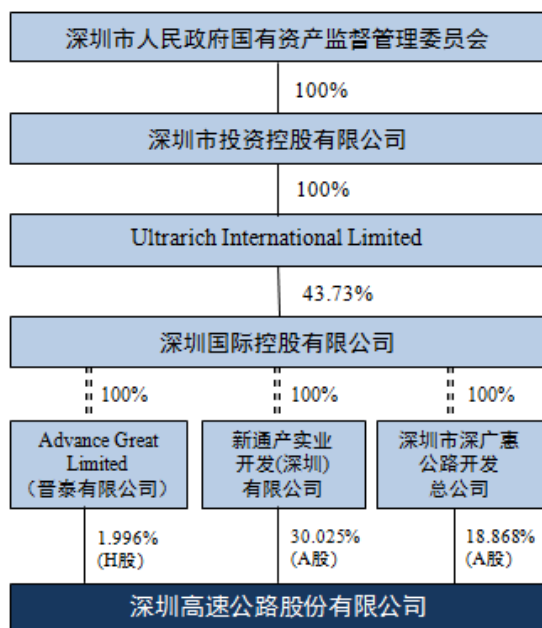 深圳市人民政府国有资产监督管理委员会
100%
深圳市投资控股有限公司
100%
Ultrarich International Limited
43.73%
深圳国际控股有限公司
100%
100%
100%
Advance Great
Limited
（晋泰有限公司）
新通产实业
开发(深圳)
有限公司
深圳市深广惠
公路开发
总公司
1.996%
(H股)
30.025%
(A股)
18.868%
(A股)
深圳高速公路股份有限公司